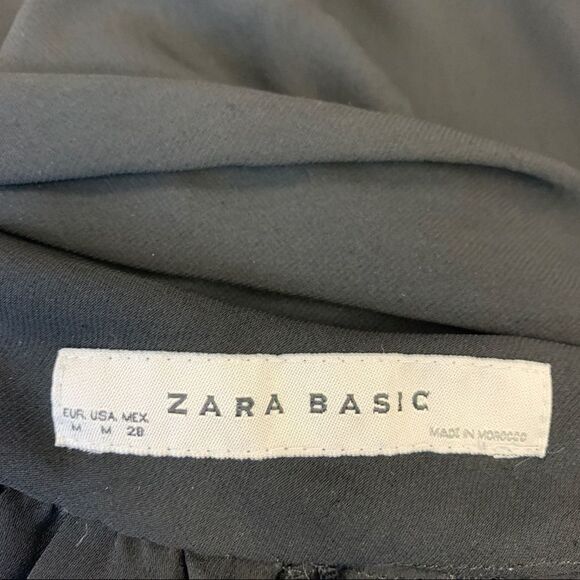 EUR. USA. MEX.
M M 28
ZARA BASIC
MADE IN MOROCCO